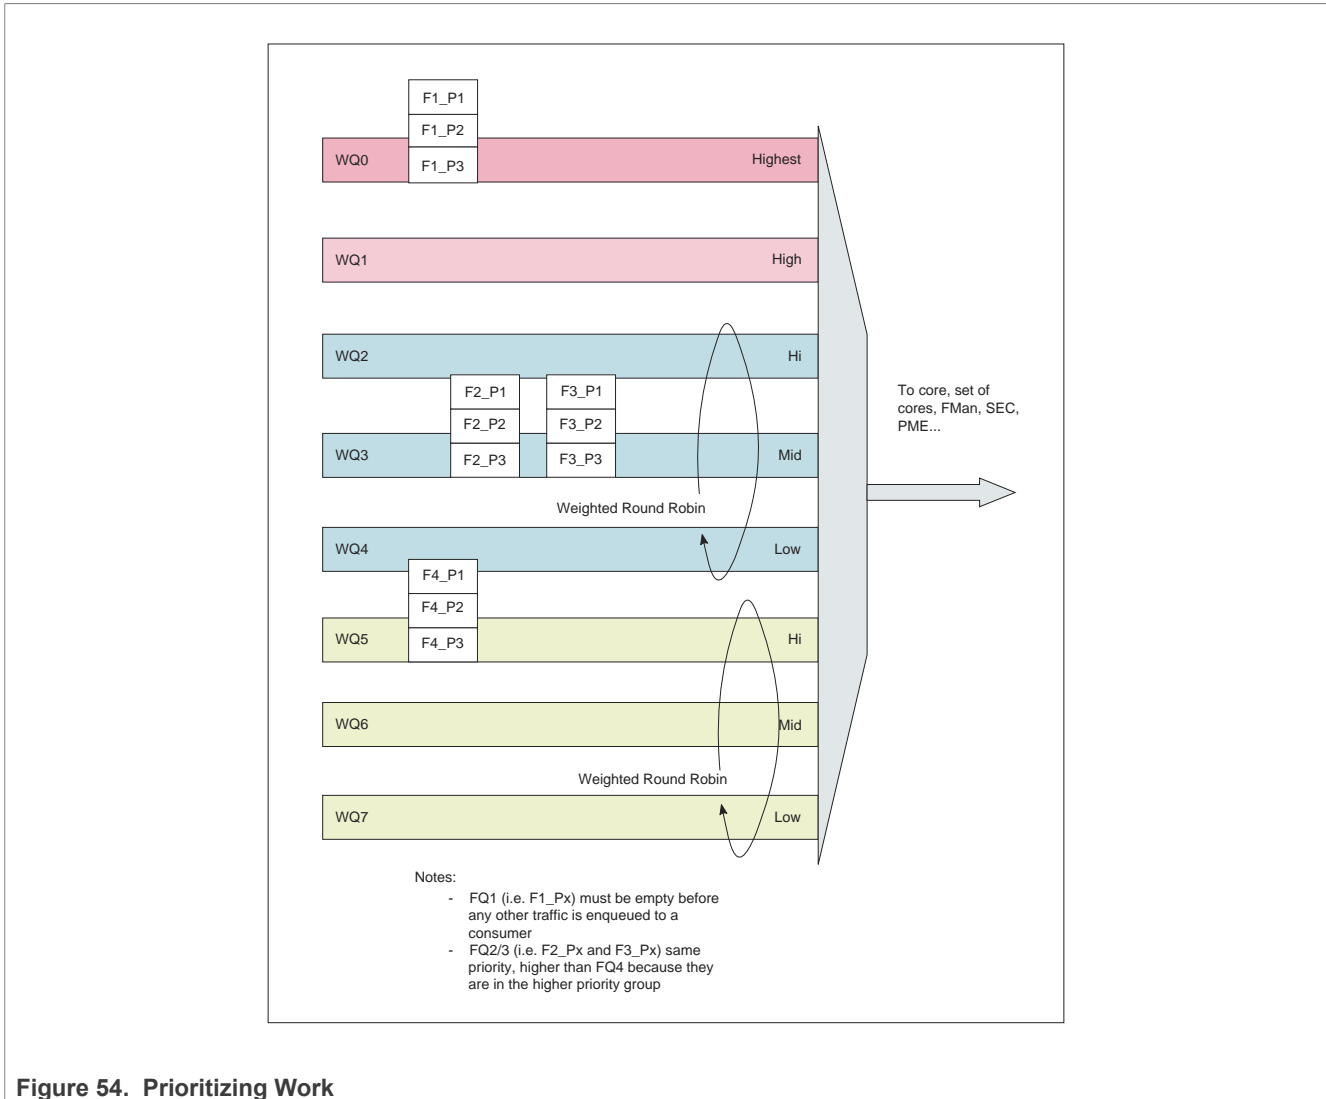 F1_P1
F1_P2
WQ0
F1_P3
Highest
WQ1
High
WQ2
Hi
F2_P1
F3_P1
F2_P2
F3_P2
WQ3
F2_P3
F3_P3
Mid
Weighted Round Robin
WQ4
Low
F4_P1
F4_P2
WQ5
F4_P3
Hi
WQ6
Mid
Weighted Round Robin
WQ7
Low
To core, set of
cores, FMan, SEC,
PME...
Notes:
- FQ1 (i.e. F1_Px) must be empty before
any other traffic is enqueued to a
consumer
- FQ2/3 (i.e. F2_Px and F3_Px) same
priority, higher than FQ4 because they
are in the higher priority group
Figure 54. Prioritizing Work